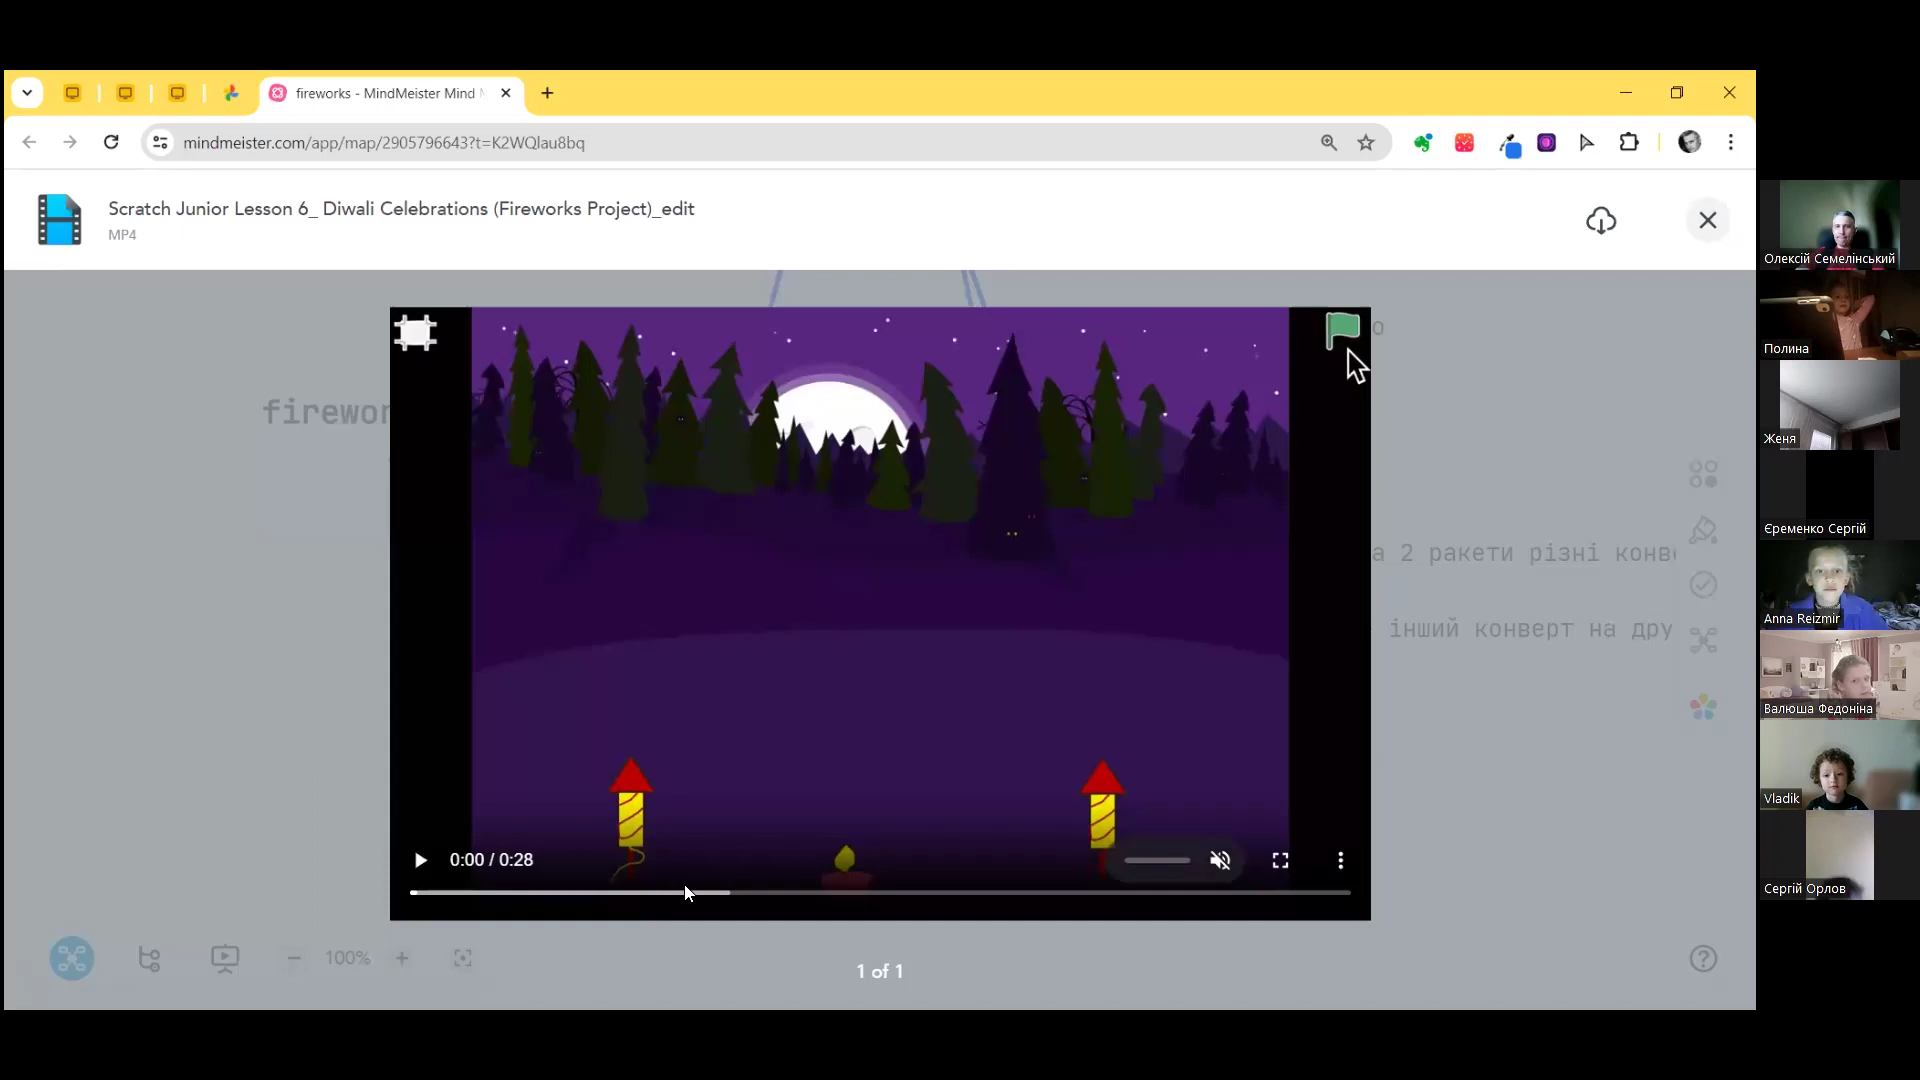 fireworks - MindMeister Mind M
mindmeister.com/app/map/2905796643?t=K2WQlau8bq
Scratch Junior Lesson 6_ Diwali Celebrations (Fireworks Project)_edit
MP4
firewor
о
а 2 ракети різні конве
інший конверт на дру
0:00 / 0:28
100%
1 of 1
Олексій Семелінський
Полина
Женя
Єременко Сергій
Anna Reizmir
Валюша Федоніна
Vladik
Сергій Орлов